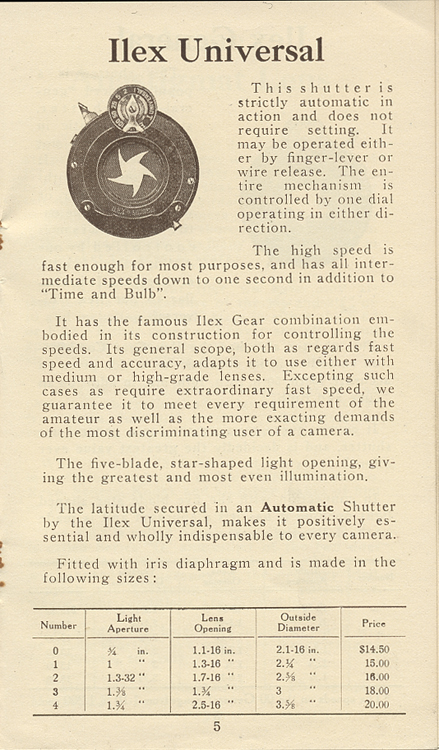 Ilex Universal
This shutter is
strictly automatic in
action and does not
require setting. It
may be operated eith-
er by finger-lever or
wire release. The en-
tire mechanism is
controlled by one dial
operating in either di-
rection.
The high speed is
fast enough for most purposes, and has all inter-
mediate speeds down to one second in addition to
“Time and Bulb”.
It has the famous Ilex Gear combination em-
bodied in its construction for controlling the
speeds. Its general scope, both as regards fast
speed and accuracy, adapts it to use either with
medium or high-grade lenses. Excepting such
cases as require extraordinary fast speed, we
guarantee it to meet every requirement of the
amateur as well as the more exacting demands
of the most discriminating user of a camera.
The five-blade, star-shaped light opening, giv-
ing the greatest and most even illumination.
The latitude secured in an Automatic Shutter
by the Ilex Universal, makes it positively es-
sential and wholly indispensable to every camera.
Fitted with iris diaphragm and is made in the
following sizes:
Number Light Aperture Lens Opening Outside Diameter Price
0 ¾ in. 1.1-16 in. 2.1-16 in. $14.50
1 1 " 1.3-16 " 2.¼ " 15.00
2 1.3-32 " 1.7-16 " 2.⅝ " 16.00
3 1.⅜ " 1.¾ " 3 " 18.00
4 1.¾ " 2.5-16 " 3.⅝ " 20.00
5